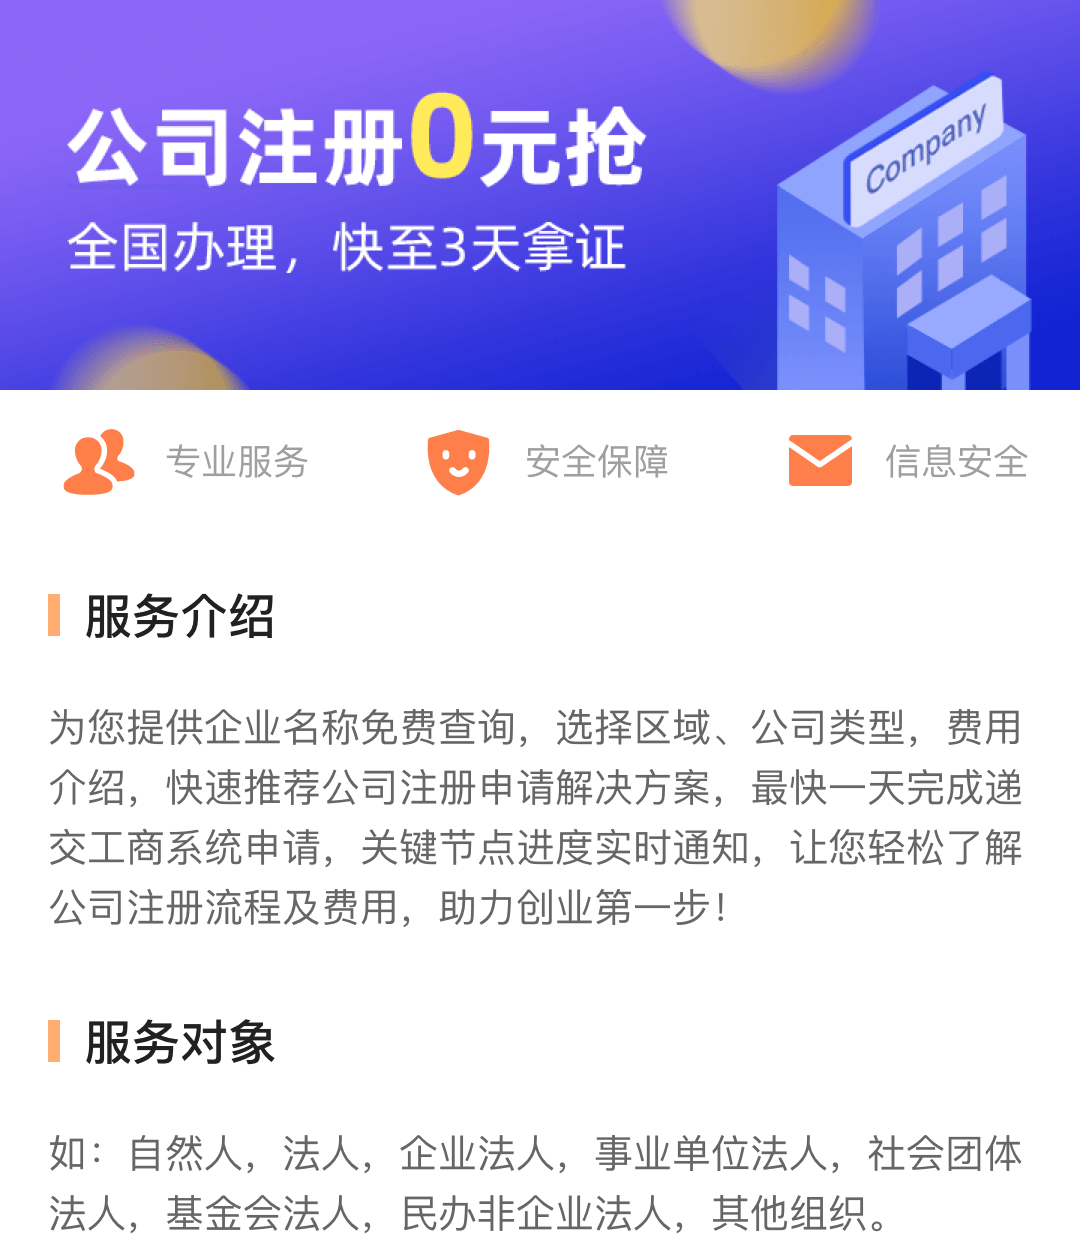 公司注册0元抢
全国办理，快至3天拿证
Company
专业服务
安全保障
信息安全
服务介绍
为您提供企业名称免费查询，选择区域、公司类型，费用
介绍，快速推荐公司注册申请解决方案，最快一天完成递
交工商系统申请，关键节点进度实时通知，让您轻松了解
公司注册流程及费用，助力创业第一步！
服务对象
如：自然人，法人，企业法人，事业单位法人，社会团体
法人，基金会法人，民办非企业法人，其他组织。